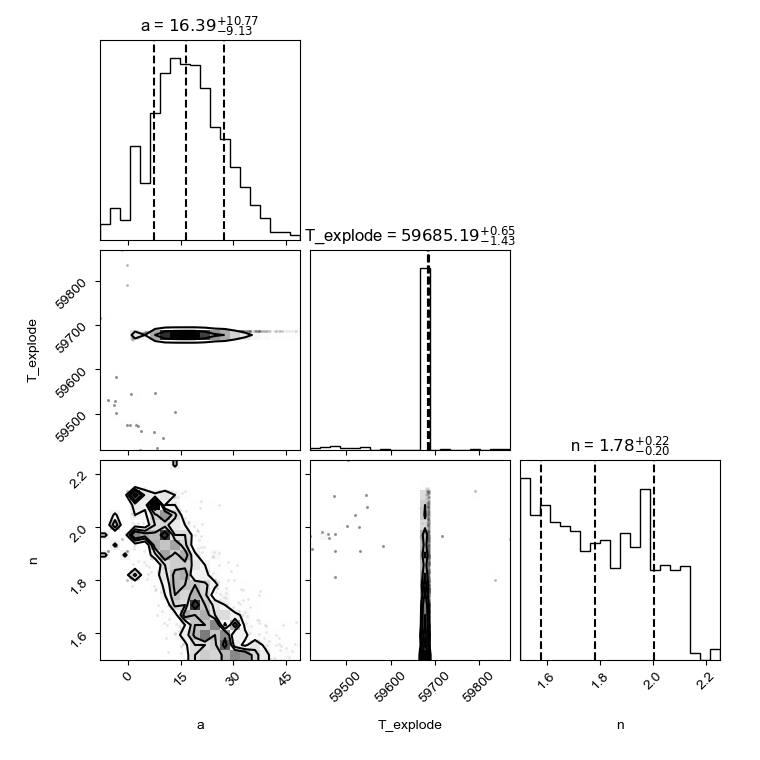 a = 16.39 +10.77 −9.13
T_explode = 59685.19 +0.65 −1.43
59800
59700
59600
59500
T_explode
n = 1.78 +0.22 −0.20
2.2
2.0
1.8
1.6
n
0 15 30 45
59500 59600 59700 59800
1.6 1.8 2.0 2.2
a T_explode n